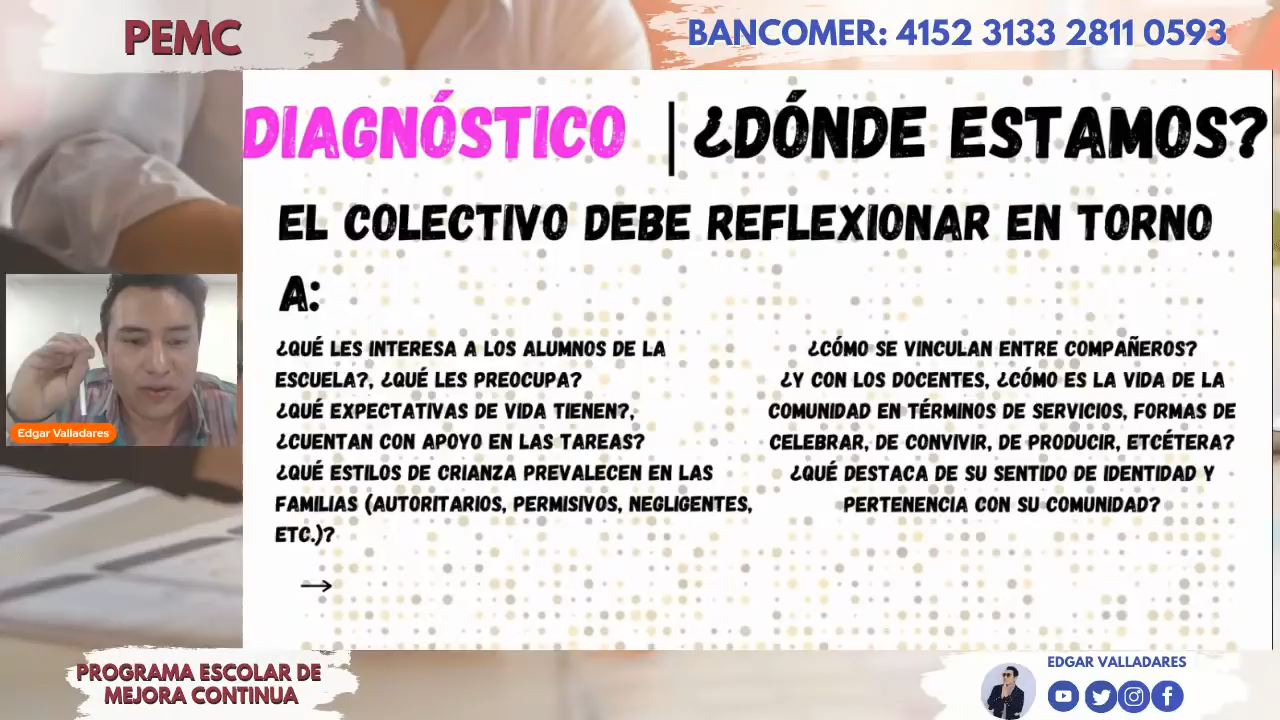 PEMC
BANCOMER: 4152 3133 2811 0593
DIAGNÓSTICO | ¿DÓNDE ESTAMOS?
EL COLECTIVO DEBE REFLEXIONAR EN TORNO
A:
¿QUÉ LES INTERESA A LOS ALUMNOS DE LA
ESCUELA?, ¿QUÉ LES PREOCUPA?
¿QUÉ EXPECTATIVAS DE VIDA TIENEN?,
¿CUENTAN CON APOYO EN LAS TAREAS?
¿QUÉ ESTILOS DE CRIANZA PREVALECEN EN LAS
FAMILIAS (AUTORITARIOS, PERMISIVOS, NEGLIGENTES,
ETC.)?
¿CÓMO SE VINCULAN ENTRE COMPAÑEROS?
¿Y CON LOS DOCENTES, ¿CÓMO ES LA VIDA DE LA
COMUNIDAD EN TÉRMINOS DE SERVICIOS, FORMAS DE
CELEBRAR, DE CONVIVIR, DE PRODUCIR, ETCÉTERA?
¿QUÉ DESTACA DE SU SENTIDO DE IDENTIDAD Y
PERTENENCIA CON SU COMUNIDAD?
Edgar Valladares
PROGRAMA ESCOLAR DE
MEJORA CONTINUA
EDGAR VALLADARES